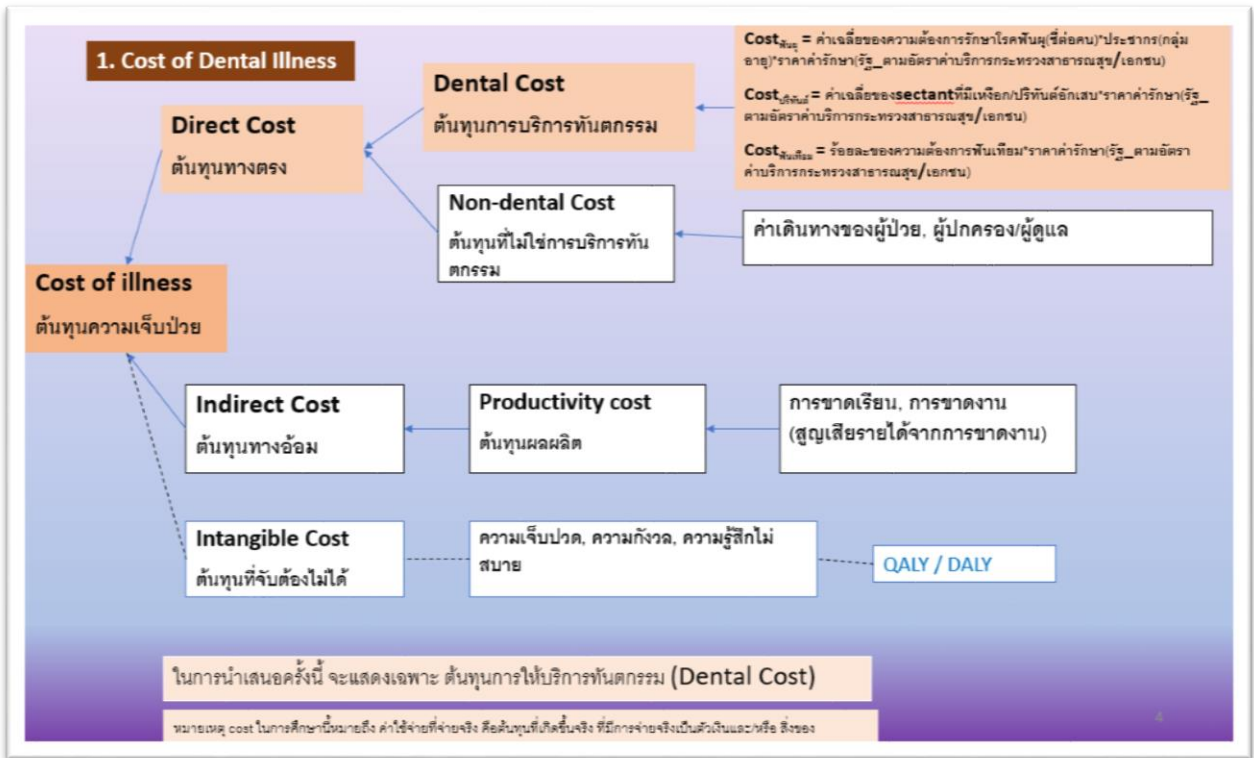 1. Cost of Dental Illness
Direct Cost
ต้นทุนทางตรง
Dental Cost
ต้นทุนการบริการทันตกรรม
Costฟันผุ = ค่าเฉลี่ยของความต้องการรักษาโรคฟันผุ(ซี่ต่อคน)*ประชากร(กลุ่ม
อายุ)*ราคาค่ารักษา(รัฐ_ตามอัตราค่าบริการกระทรวงสาธารณสุข/เอกชน)
Costปริทันต์ = ค่าเฉลี่ยของsectantที่มีเหงือก/ปริทันต์อักเสบ*ราคาค่ารักษา(รัฐ_
ตามอัตราค่าบริการกระทรวงสาธารณสุข/เอกชน)
Costฟันเทียม = ร้อยละของความต้องการฟันเทียม*ราคาค่ารักษา(รัฐ_ตามอัตรา
ค่าบริการกระทรวงสาธารณสุข/เอกชน)
Non-dental Cost
ต้นทุนที่ไม่ใช่การบริการทัน
ตกรรม
ค่าเดินทางของผู้ป่วย, ผู้ปกครอง/ผู้ดูแล
Cost of illness
ต้นทุนความเจ็บป่วย
Indirect Cost
ต้นทุนทางอ้อม
Productivity cost
ต้นทุนผลผลิต
การขาดเรียน, การขาดงาน
(สูญเสียรายได้จากการขาดงาน)
Intangible Cost
ต้นทุนที่จับต้องไม่ได้
ความเจ็บปวด, ความกังวล, ความรู้สึกไม่
สบาย
QALY / DALY
ในการนำเสนอครั้งนี้ จะแสดงเฉพาะ ต้นทุนการให้บริการทันตกรรม (Dental Cost)
หมายเหตุ cost ในการศึกษานี้หมายถึง ค่าใช้จ่ายที่จ่ายจริง คือต้นทุนที่เกิดขึ้นจริง ที่มีการจ่ายจริงเป็นตัวเงินและ/หรือ สิ่งของ
4